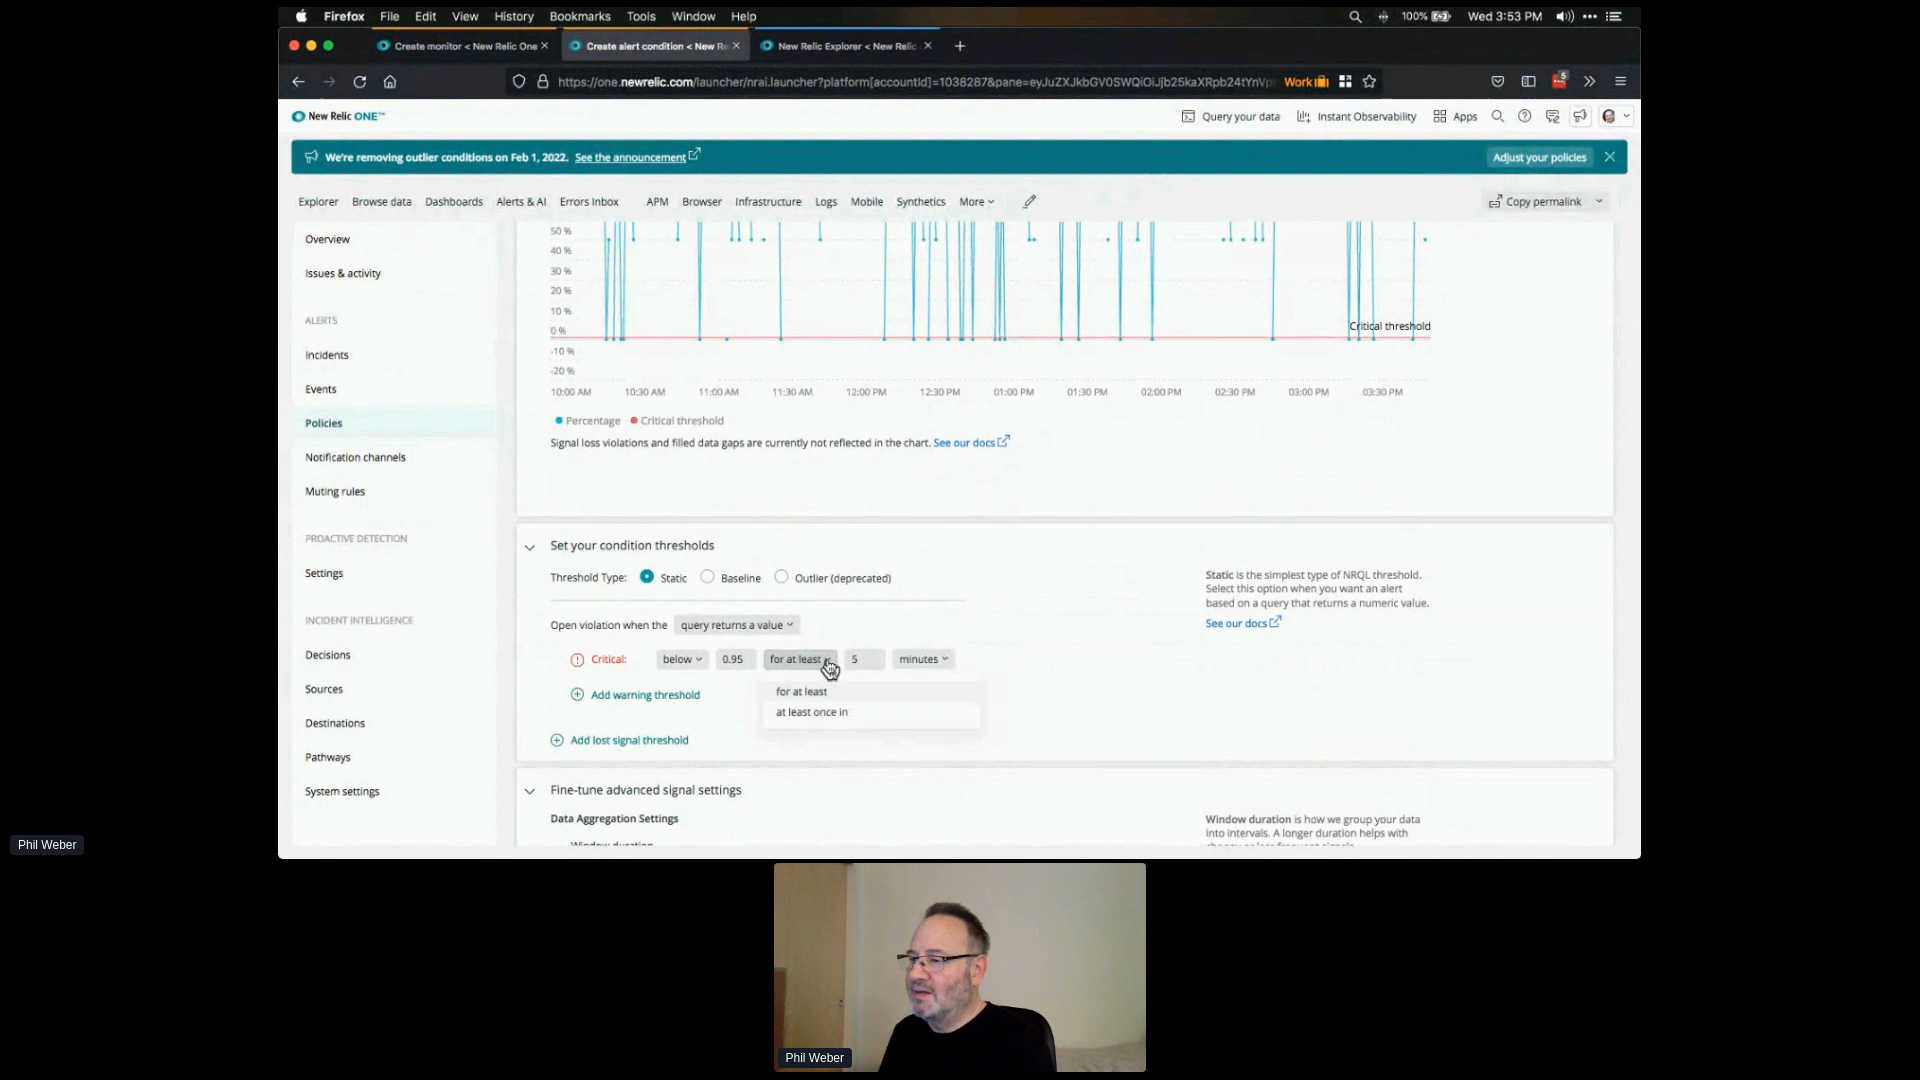 Firefox File Edit View History Bookmarks Tools Window Help 100% Wed 3:53 PM
Create monitor < New Relic One
Create alert condition < New Re
New Relic Explorer < New Relic
https://one.newrelic.com/launcher/nrai.launcher?platform[accountId]=1038287&pane=eyJuZXJkbGV0SWQiOiJjb25kaXRpb24tYnVp
Work
5
New Relic ONE™
Query your data Instant Observability Apps
We're removing outlier conditions on Feb 1, 2022. See the announcement
Adjust your policies
Explorer Browse data Dashboards Alerts & AI Errors Inbox APM Browser Infrastructure Logs Mobile Synthetics More
Copy permalink
Overview
Issues & activity
ALERTS
Incidents
Events
Policies
Notification channels
Muting rules
PROACTIVE DETECTION
Settings
INCIDENT INTELLIGENCE
Decisions
Sources
Destinations
Pathways
System settings
50 %
40 %
30 %
20 %
10 %
0 %
-10 %
-20 %
Critical threshold
10:00 AM 10:30 AM 11:00 AM 11:30 AM 12:00 PM 12:30 PM 01:00 PM 01:30 PM 02:00 PM 02:30 PM 03:00 PM 03:30 PM
Percentage Critical threshold
Signal loss violations and filled data gaps are currently not reflected in the chart. See our docs
Set your condition thresholds
Threshold Type: Static Baseline Outlier (deprecated)
Open violation when the query returns a value
Critical: below 0.95 for at least 5 minutes
for at least
at least once in
Add warning threshold
Add lost signal threshold
Static is the simplest type of NRQL threshold.
Select this option when you want an alert
based on a query that returns a numeric value.
See our docs
Fine-tune advanced signal settings
Data Aggregation Settings
Window duration
Window duration is how we group your data
into intervals. A longer duration helps with
Phil Weber
Phil Weber